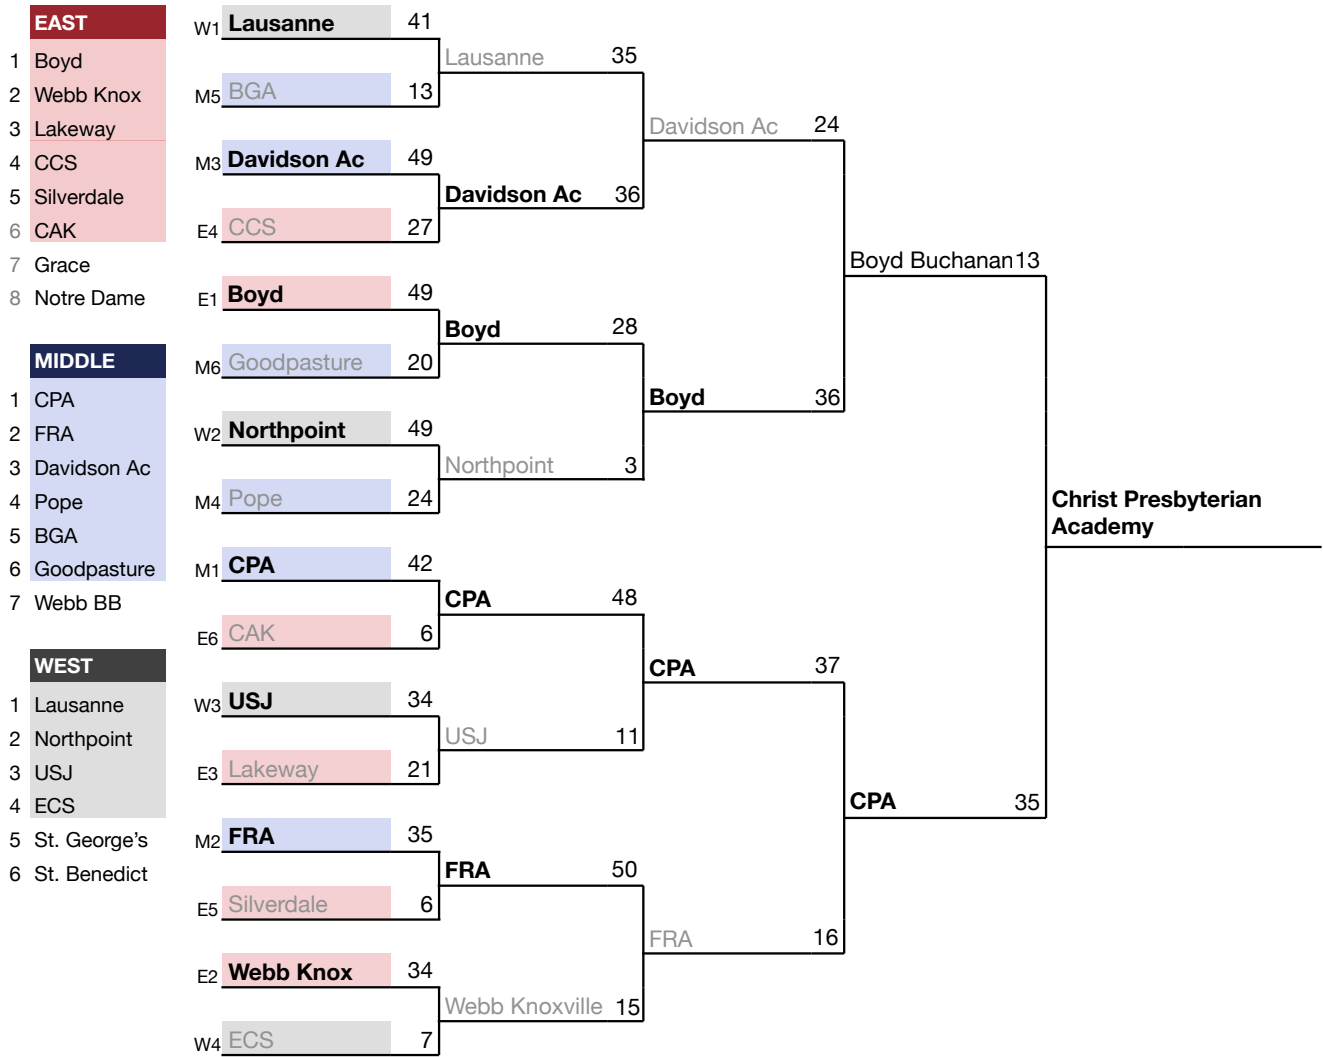 EAST
1 Boyd
2 Webb Knox
3 Lakeway
4 CCS
5 Silverdale
6 CAK
7 Grace
8 Notre Dame
MIDDLE
1 CPA
2 FRA
3 Davidson Ac
4 Pope
5 BGA
6 Goodpasture
7 Webb BB
WEST
1 Lausanne
2 Northpoint
3 USJ
4 ECS
5 St. George’s
6 St. Benedict
W1 Lausanne 41
M5 BGA 13
M3 Davidson Ac 49
E4 CCS 27
E1 Boyd 49
M6 Goodpasture 20
W2 Northpoint 49
M4 Pope 24
M1 CPA 42
E6 CAK 6
W3 USJ 34
E3 Lakeway 21
M2 FRA 35
E5 Silverdale 6
E2 Webb Knox 34
W4 ECS 7
Lausanne 35
Davidson Ac 36
Boyd 28
Northpoint 3
CPA 48
USJ 11
FRA 50
Webb Knoxville 15
Davidson Ac 24
Boyd 36
CPA 37
FRA 16
Boyd Buchanan 13
CPA 35
Christ Presbyterian
Academy